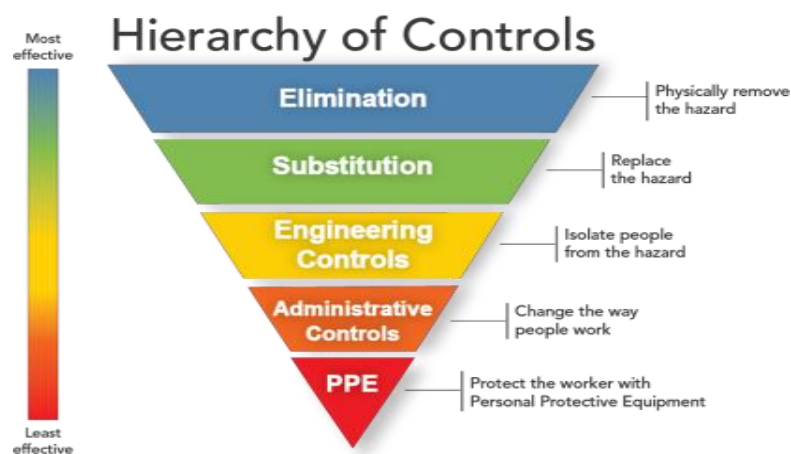 Hierarchy of Controls
Most
effective
Elimination
Physically remove
the hazard
Substitution
Replace
the hazard
Engineering
Controls
Isolate people
from the hazard
Administrative
Controls
Change the way
people work
PPE
Protect the worker with
Personal Protective Equipment
Least
effective